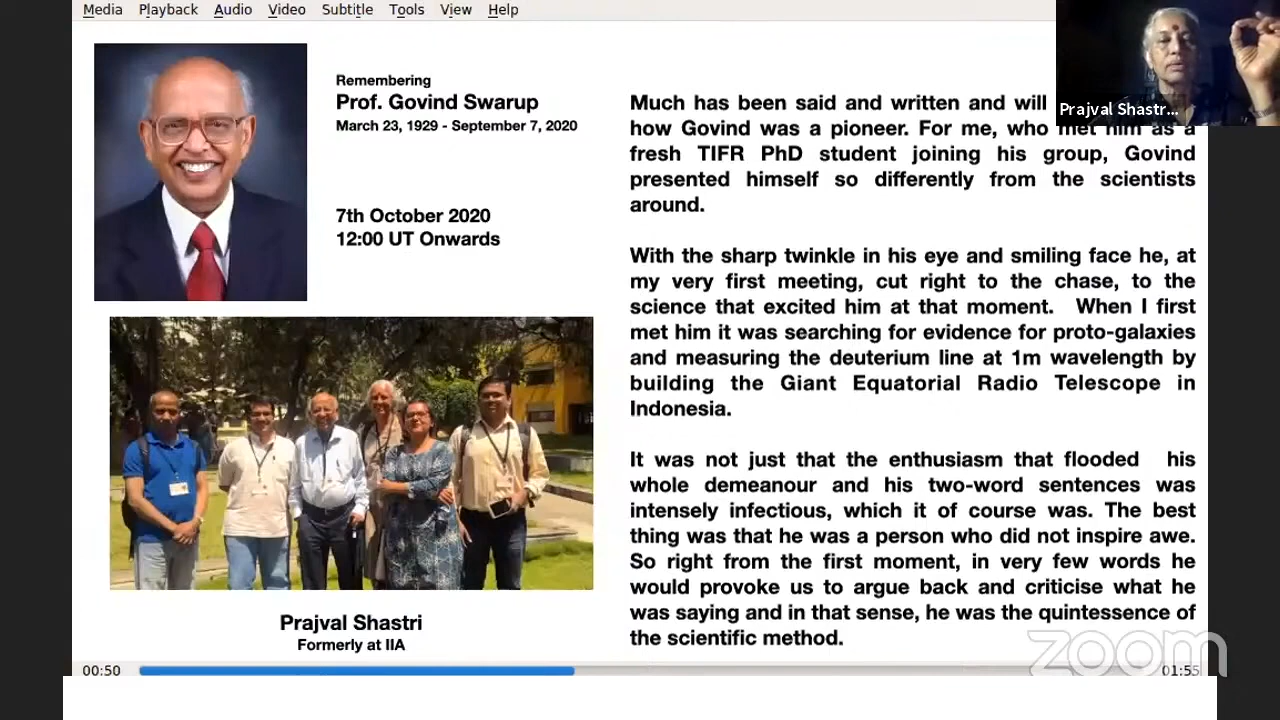 Media Playback Audio Video Subtitle Tools View Help
Prajval Shastr...
Remembering
Prof. Govind Swarup
March 23, 1929 - September 7, 2020
7th October 2020
12:00 UT Onwards
Much has been said and written and will
how Govind was a pioneer. For me, who met him as a
fresh TIFR PhD student joining his group, Govind
presented himself so differently from the scientists
around.
With the sharp twinkle in his eye and smiling face he, at
my very first meeting, cut right to the chase, to the
science that excited him at that moment. When I first
met him it was searching for evidence for proto-galaxies
and measuring the deuterium line at 1m wavelength by
building the Giant Equatorial Radio Telescope in
Indonesia.
It was not just that the enthusiasm that flooded his
whole demeanour and his two-word sentences was
intensely infectious, which it of course was. The best
thing was that he was a person who did not inspire awe.
So right from the first moment, in very few words he
would provoke us to argue back and criticise what he
was saying and in that sense, he was the quintessence of
the scientific method.
Prajval Shastri
Formerly at IIA
zoom
00:50
01:55